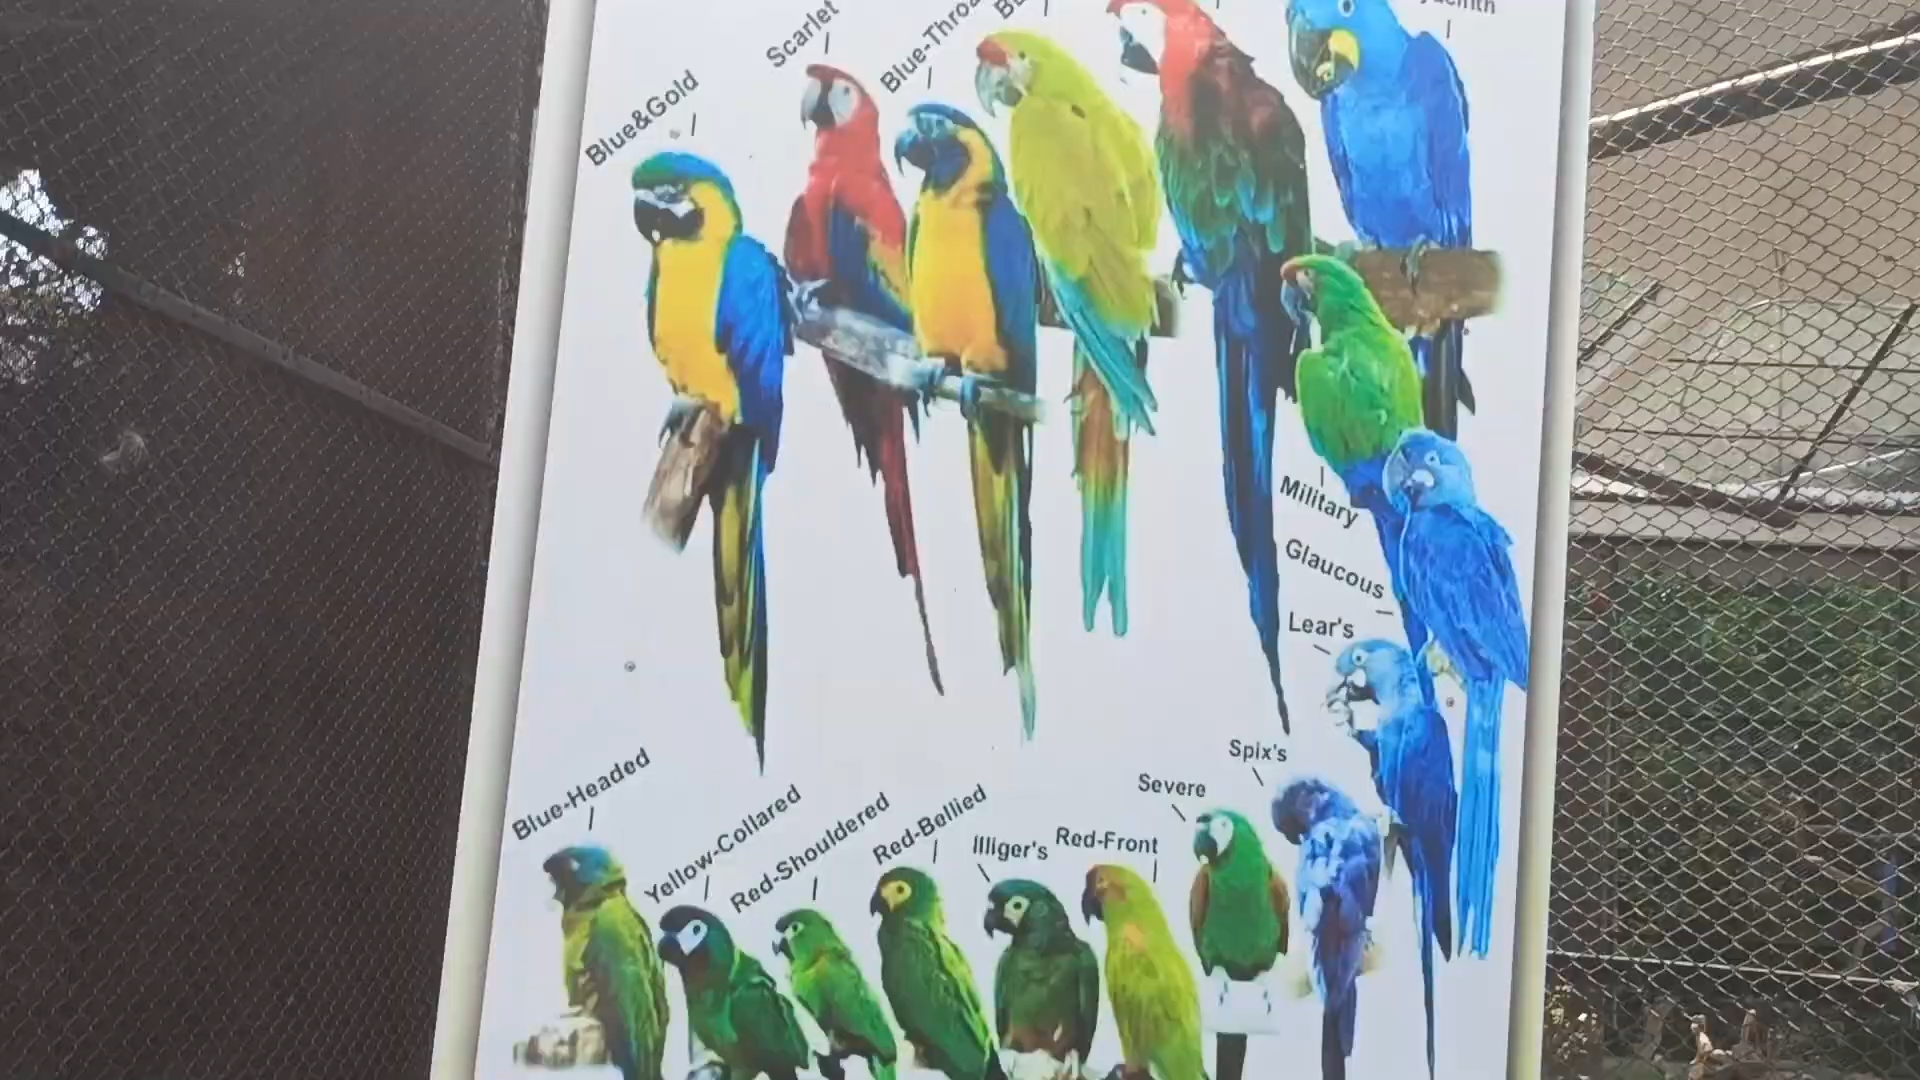 Blue&Gold
Scarlet
Military
Glaucous
Lear's
Spix's
Severe
Blue-Headed
Yellow-Collared
Red-Shouldered
Red-Bellied
Illiger's
Red-Front